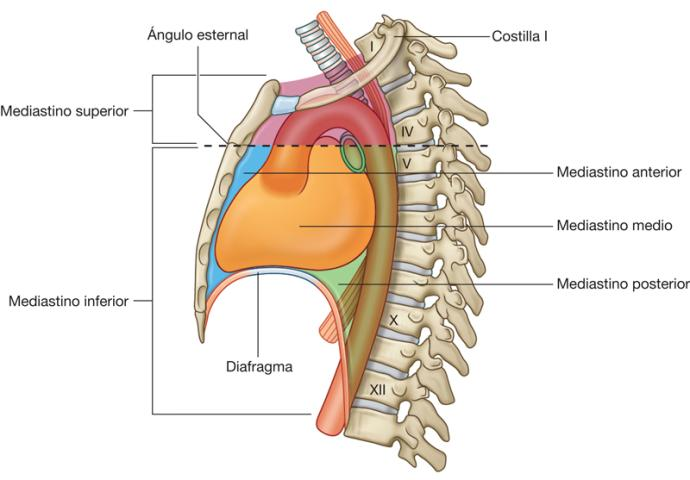 Ángulo esternal
Costilla I
I
Mediastino superior
IV
V
Mediastino anterior
Mediastino medio
Mediastino posterior
Mediastino inferior
X
Diafragma
XII